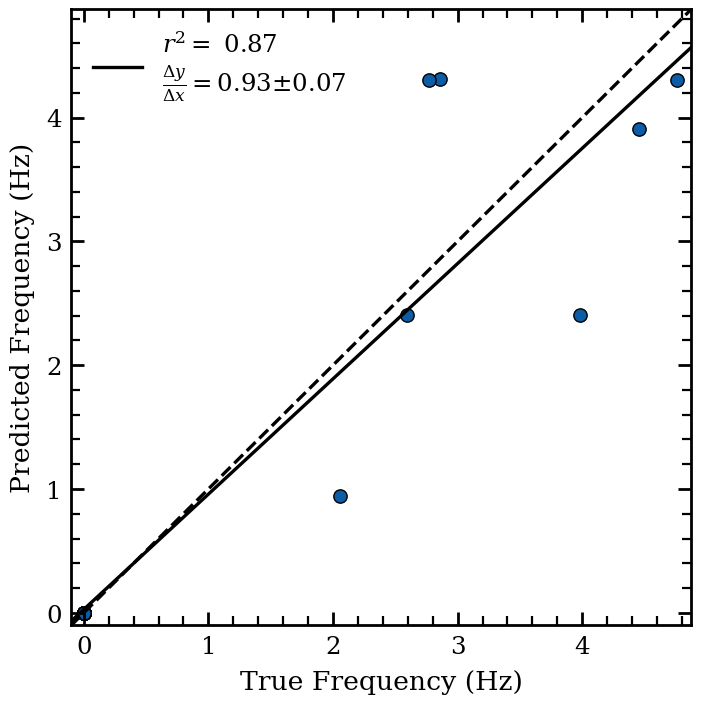 r² = 0.87
Δy/Δx = 0.93±0.07
Predicted Frequency (Hz)
4
3
2
1
0
0 1 2 3 4
True Frequency (Hz)